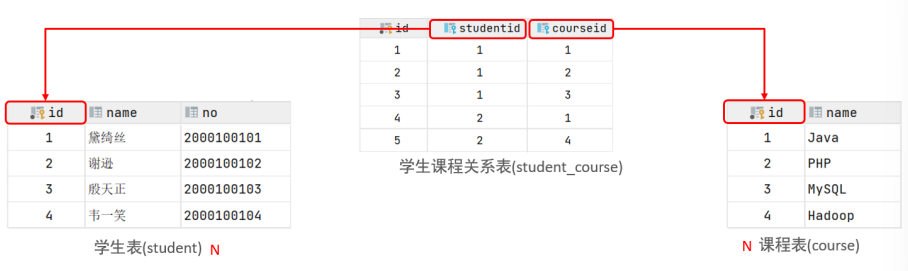 id studentid courseid
1 1 1
2 1 2
3 1 3
4 2 1
5 2 4
学生课程关系表(student_course)
id name no
1 黛绮丝 2000100101
2 谢逊 2000100102
3 殷天正 2000100103
4 韦一笑 2000100104
学生表(student) N
id name
1 Java
2 PHP
3 MySQL
4 Hadoop
N 课程表(course)